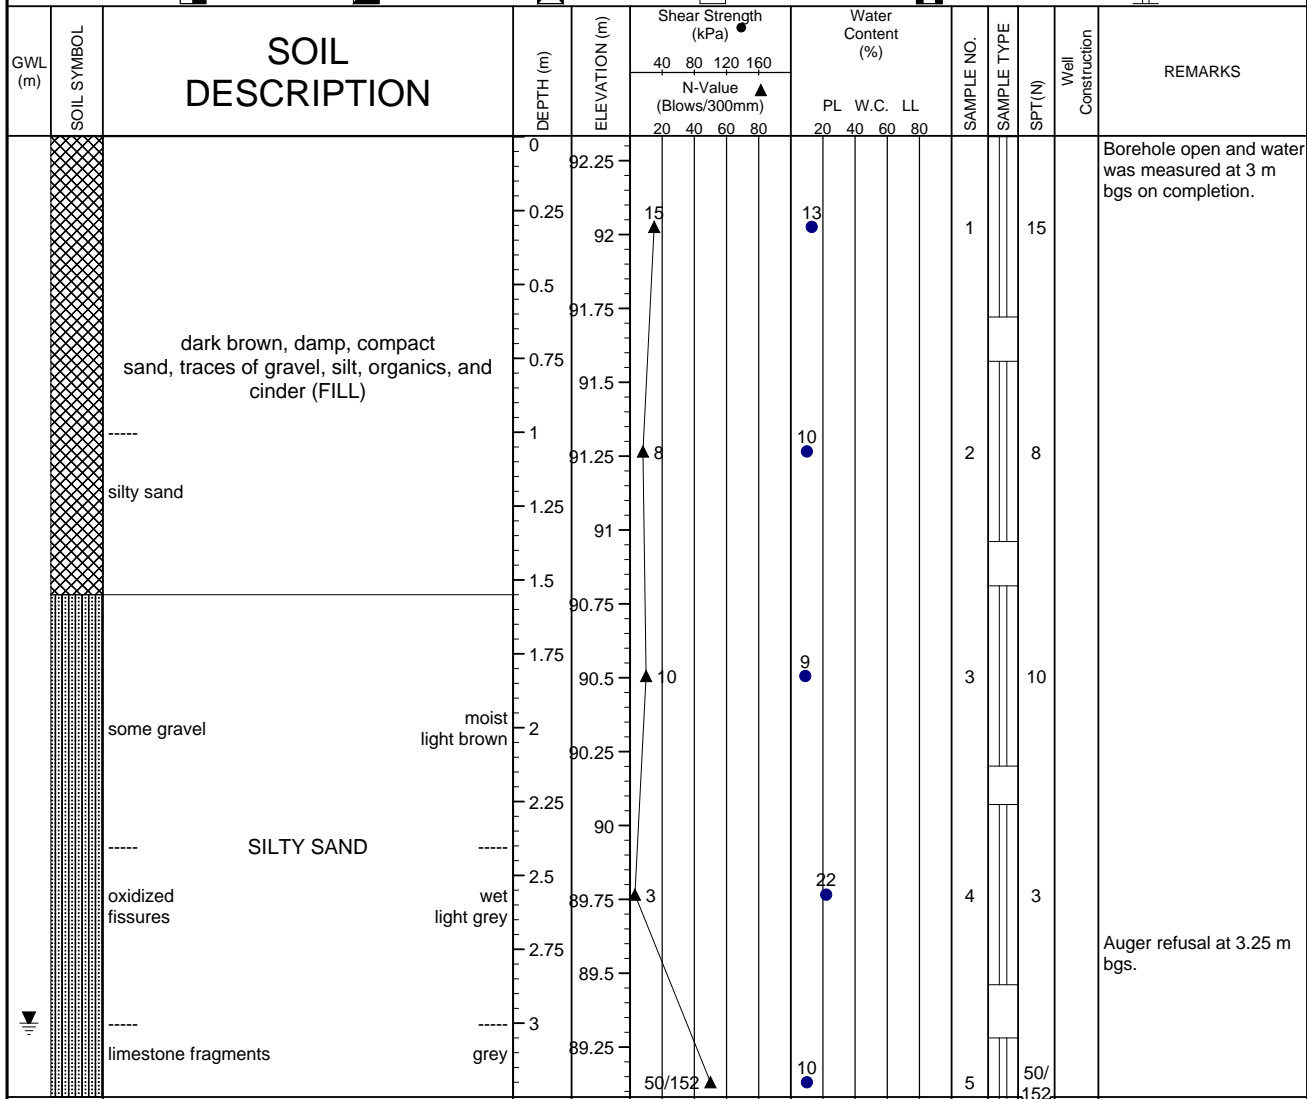 GWL
(m)
SOIL SYMBOL
SOIL
DESCRIPTION
DEPTH (m)
ELEVATION (m)
Shear Strength
(kPa)
40 80 120 160
N-Value
(Blows/300mm)
20 40 60 80
Water
Content
(%)
PL W.C. LL
20 40 60 80
SAMPLE NO.
SAMPLE TYPE
SPT(N)
Well
Construction
REMARKS
0
92.25
Borehole open and water
was measured at 3 m
bgs on completion.
0.25
92
15
13
1
15
0.5
91.75
dark brown, damp, compact
sand, traces of gravel, silt, organics, and
cinder (FILL)
0.75
91.5
-----
1
91.25
8
10
2
8
silty sand
1.25
91
1.5
90.75
1.75
90.5
10
9
3
10
some gravel
moist
light brown
2
90.25
2.25
90
-----
SILTY SAND
-----
2.5
89.75
3
22
4
3
oxidized
fissures
wet
light grey
2.75
89.5
Auger refusal at 3.25 m
bgs.
-----
-----
3
limestone fragments
grey
89.25
50/152
10
5
50/
152